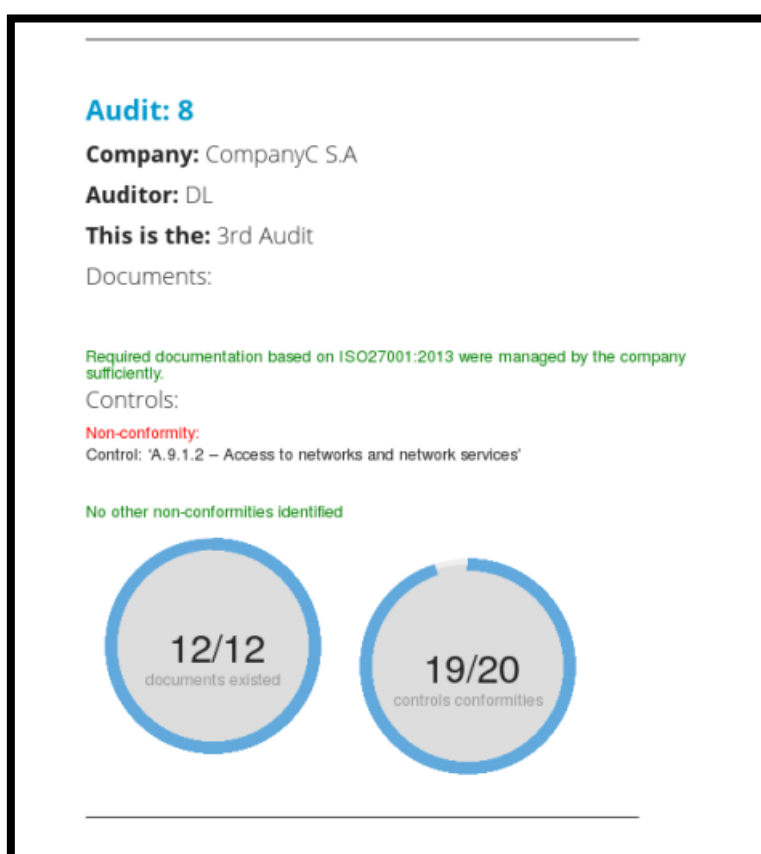 Audit: 8
Company: CompanyC S.A
Auditor: DL
This is the: 3rd Audit
Documents:
Required documentation based on ISO27001:2013 were managed by the company
sufficiently.
Controls:
Non-conformity:
Control: 'A.9.1.2 – Access to networks and network services'
No other non-conformities identified
12/12
documents existed
19/20
controls conformities